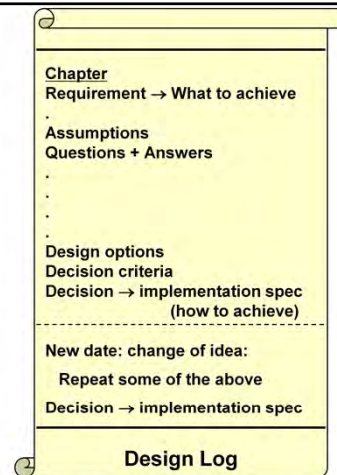 Chapter
Requirement → What to achieve
.
Assumptions
Questions + Answers
.
.
.
.
Design options
Decision criteria
Decision → implementation spec
(how to achieve)
New date: change of idea:
Repeat some of the above
Decision → implementation spec
Design Log